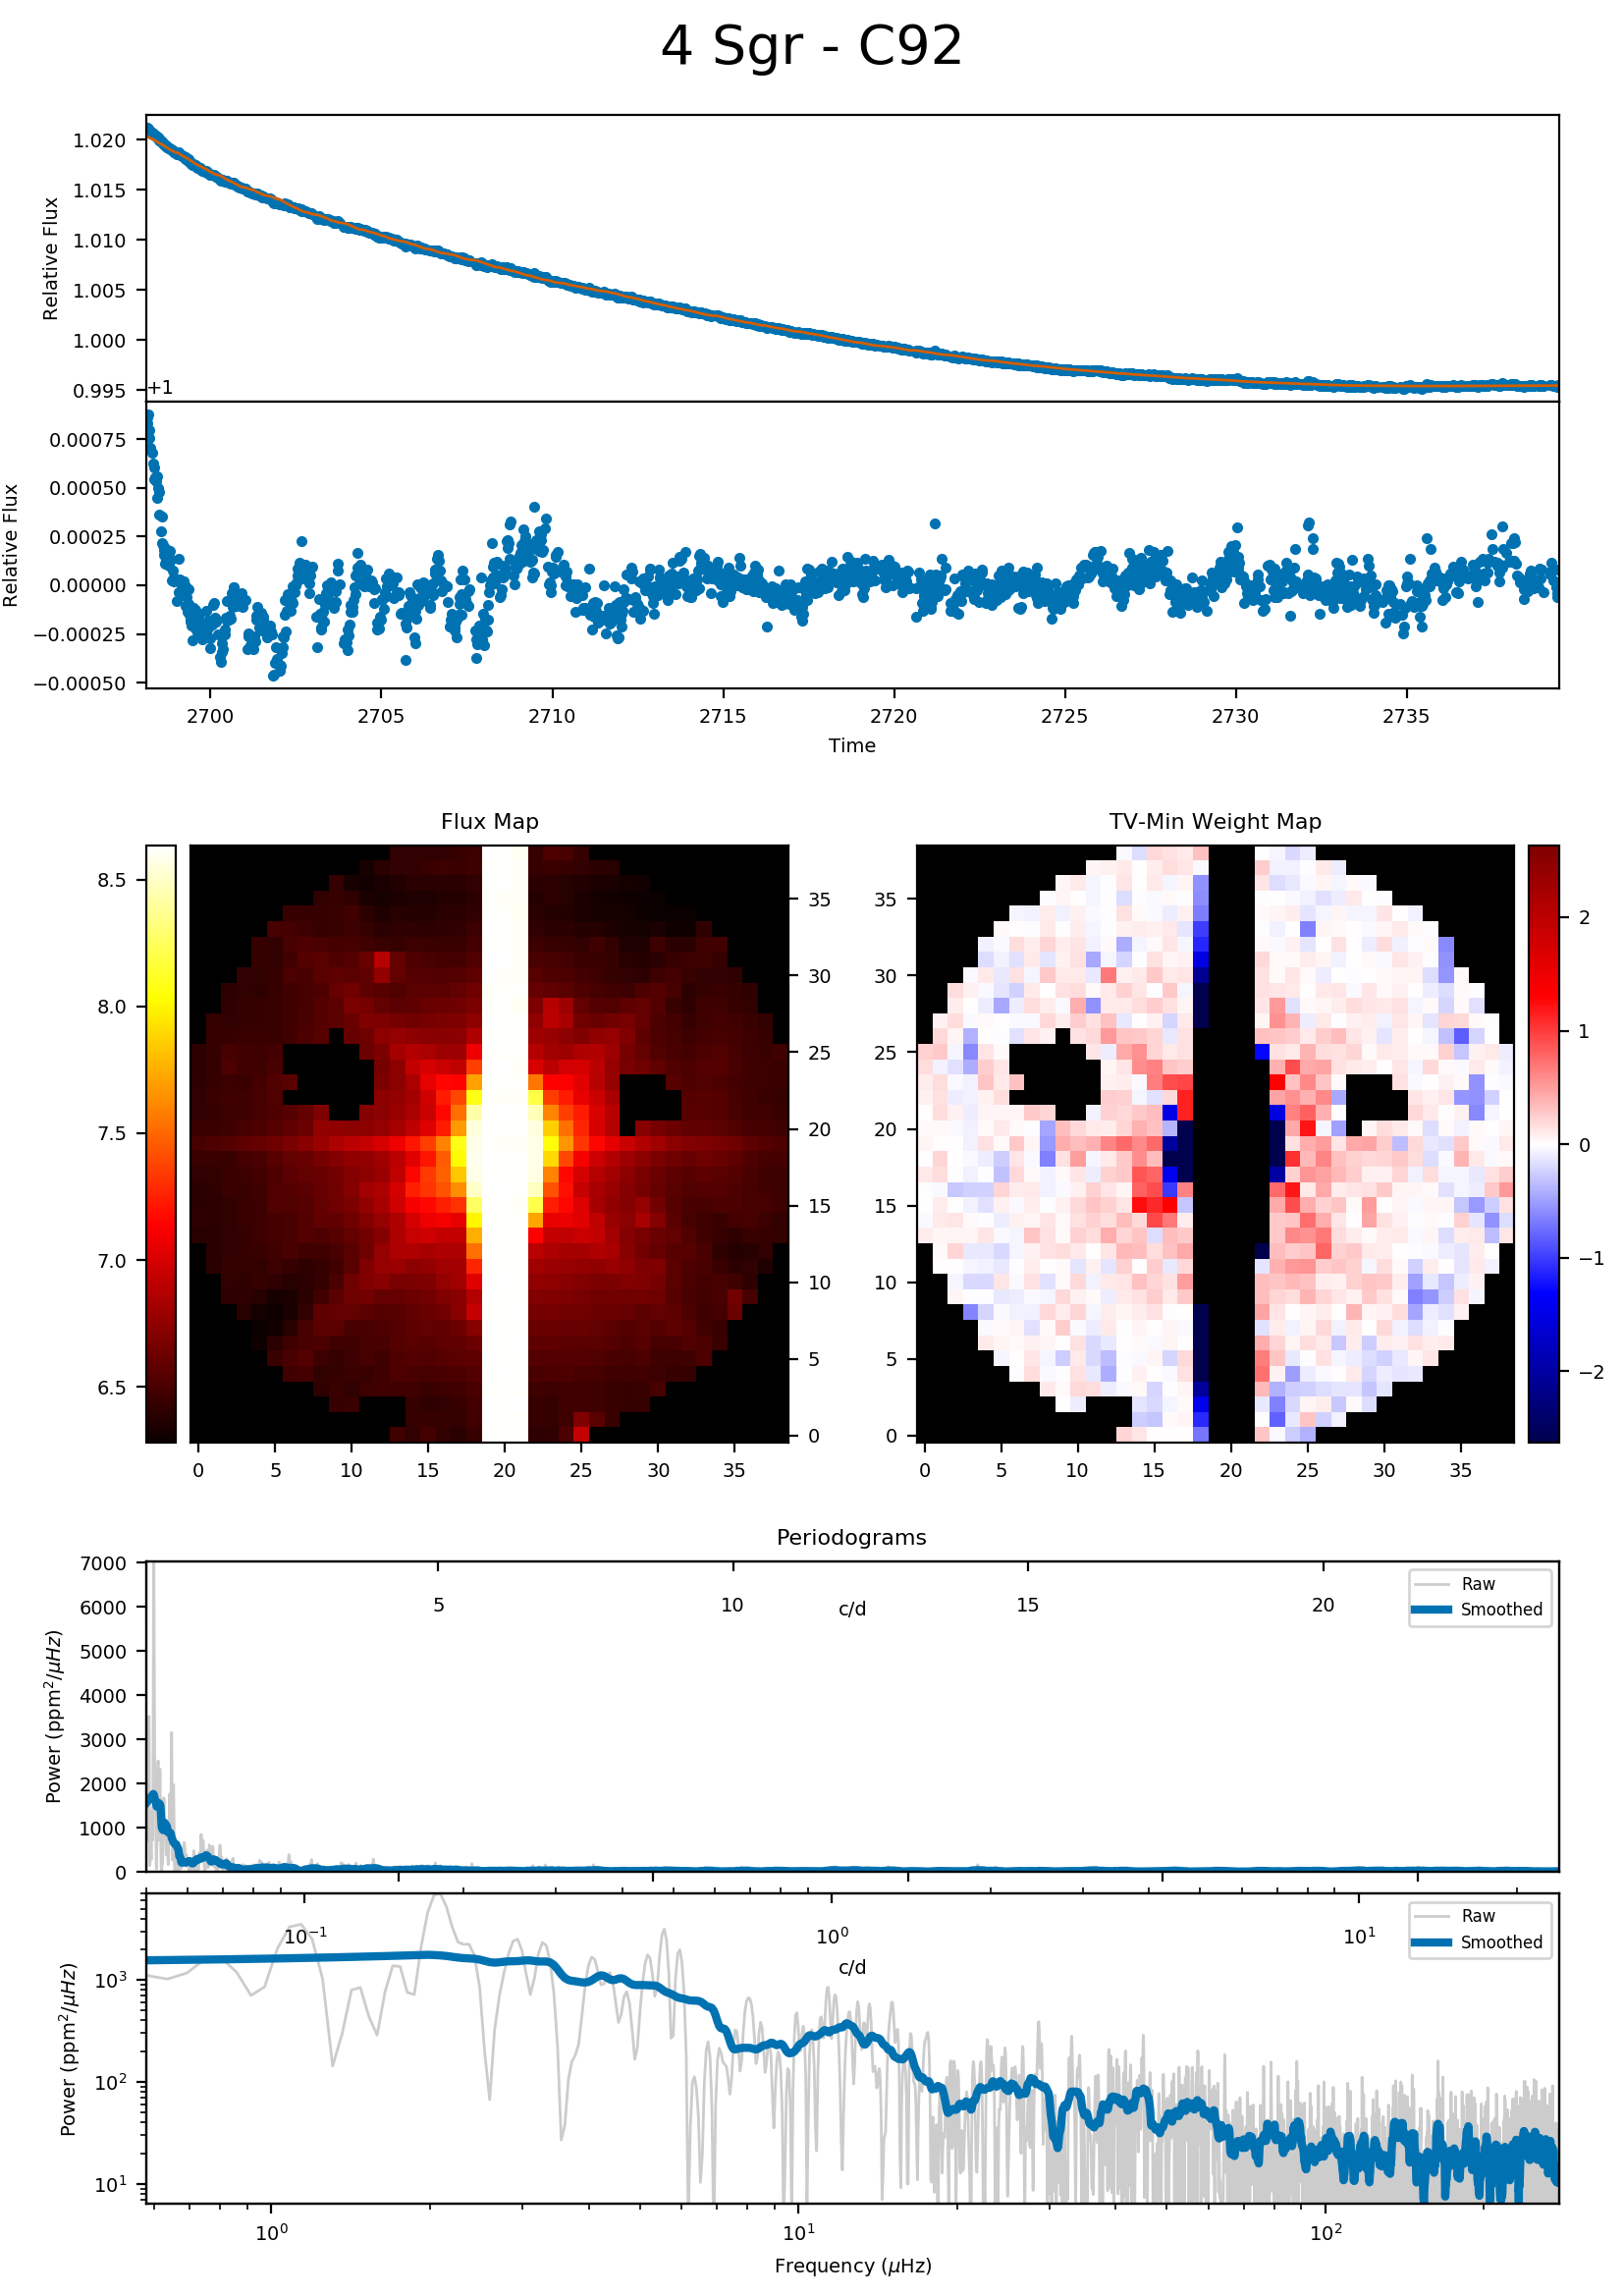 4 Sgr - C92
1.020
1.015
1.010
1.005
1.000
0.995
Relative Flux
+1
0.00075
0.00050
0.00025
0.00000
−0.00025
−0.00050
Relative Flux
2700 2705 2710 2715 2720 2725 2730 2735
Time
Flux Map
8.5
8.0
7.5
7.0
6.5
35
30
25
20
15
10
5
0
0 5 10 15 20 25 30 35
TV-Min Weight Map
35
30
25
20
15
10
5
0
0 5 10 15 20 25 30 35
2
1
0
−1
−2
Periodograms
7000
6000
5000
4000
3000
2000
1000
0
Power (ppm²/μHz)
5 10 15 20
c/d
Raw
Smoothed
10⁻¹ 10⁰ 10¹
c/d
Raw
Smoothed
10³
10²
10¹
Power (ppm²/μHz)
10⁰ 10¹ 10²
Frequency (μHz)